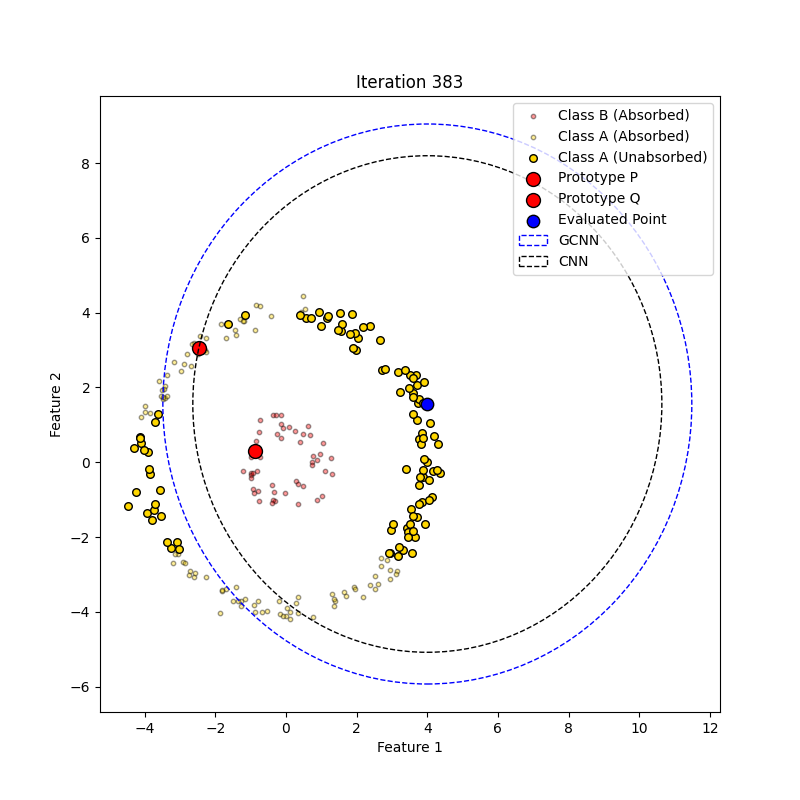 Iteration 383
Class B (Absorbed)
Class A (Absorbed)
Class A (Unabsorbed)
Prototype P
Prototype Q
Evaluated Point
GCNN
CNN
Feature 2
8
6
4
2
0
−2
−4
−6
−4
−2
0
2
4
6
8
10
12
Feature 1